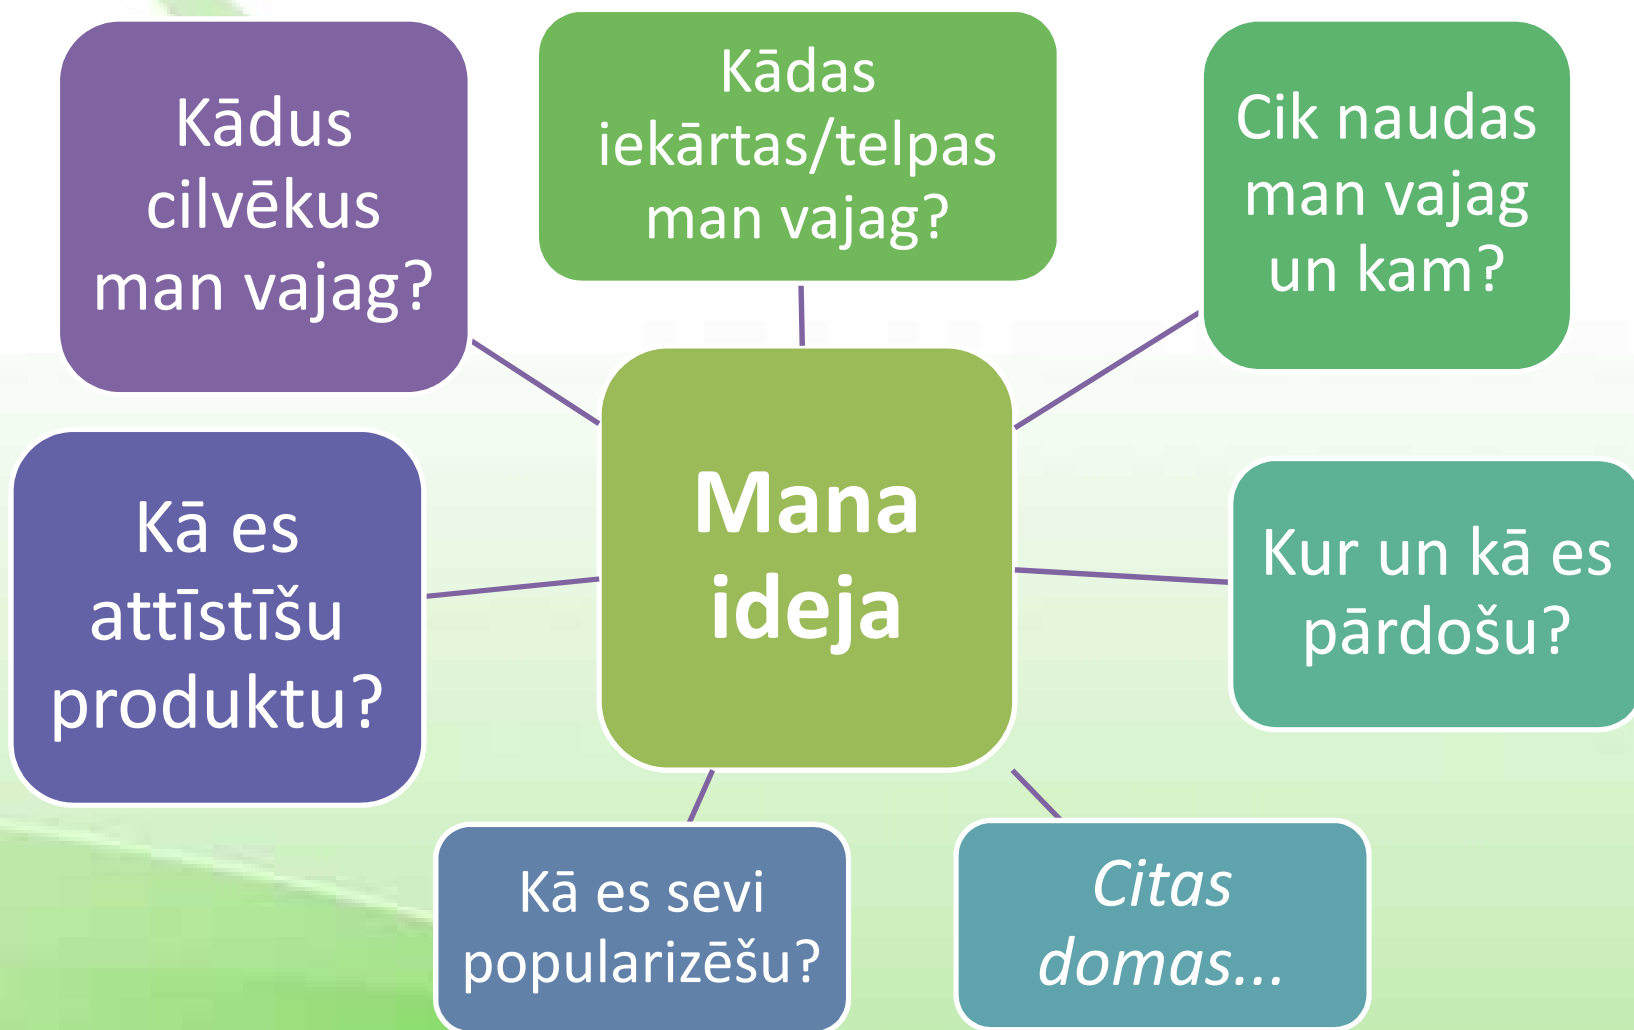 Kādus
cilvēkus
man vajag?
Kādas
iekārtas/telpas
man vajag?
Cik naudas
man vajag
un kam?
Kā es
attīstīšu
produktu?
Mana
ideja
Kur un kā es
pārdošu?
Kā es sevi
popularizēšu?
Citas
domas...